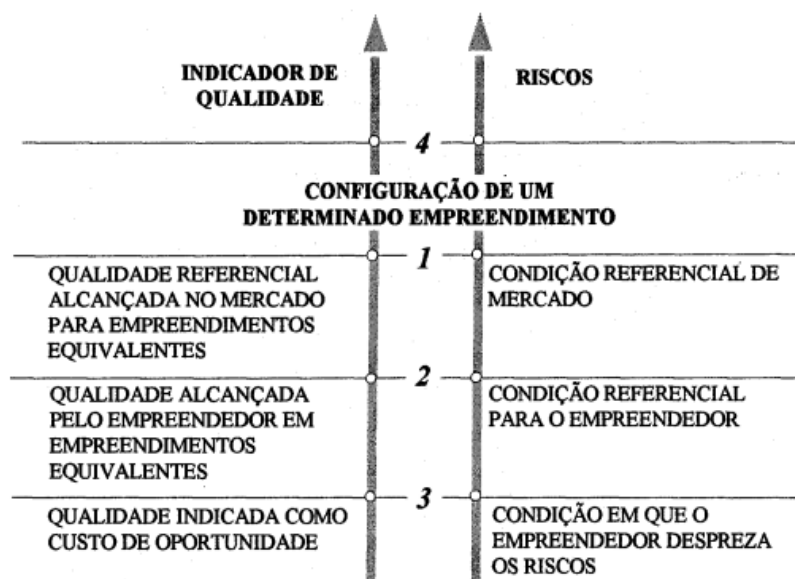 INDICADOR DE
QUALIDADE
RISCOS
4
CONFIGURAÇÃO DE UM
DETERMINADO EMPREENDIMENTO
1
QUALIDADE REFERENCIAL
ALCANÇADA NO MERCADO
PARA EMPREENDIMENTOS
EQUIVALENTES
CONDIÇÃO REFERENCIAL DE
MERCADO
2
QUALIDADE ALCANÇADA
PELO EMPREENDEDOR EM
EMPREENDIMENTOS
EQUIVALENTES
CONDIÇÃO REFERENCIAL
PARA O EMPREENDEDOR
3
QUALIDADE INDICADA COMO
CUSTO DE OPORTUNIDADE
CONDIÇÃO EM QUE O
EMPREENDEDOR DESPREZA
OS RISCOS